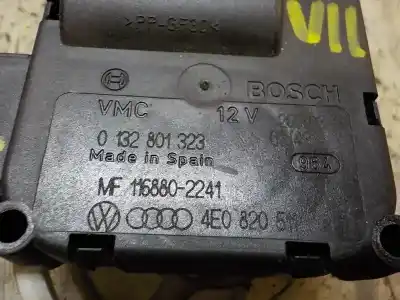 >PP-GF30<
VII
BOSCH
VMC 12 V
0 132 801 323
Made in Spain
MF 116880-2241
4E0 820 511